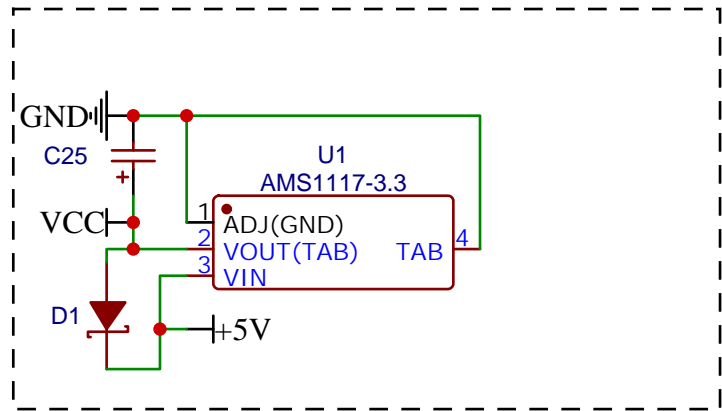 GND
C25
+
U1
AMS1117-3.3
VCC
1 ADJ(GND)
2 VOUT(TAB) TAB 4
3 VIN
D1
+5V